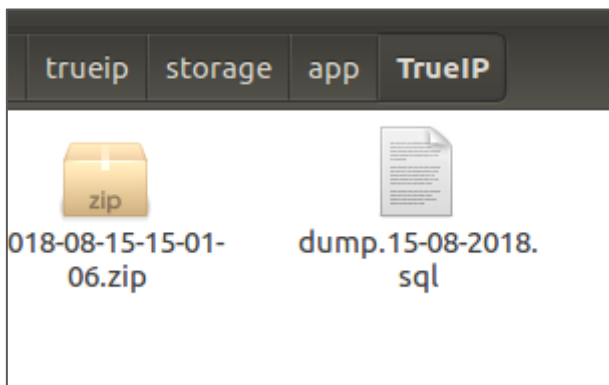 trueip storage app TrueIP
zip
018-08-15-15-01-
06.zip
dump.15-08-2018.
sql